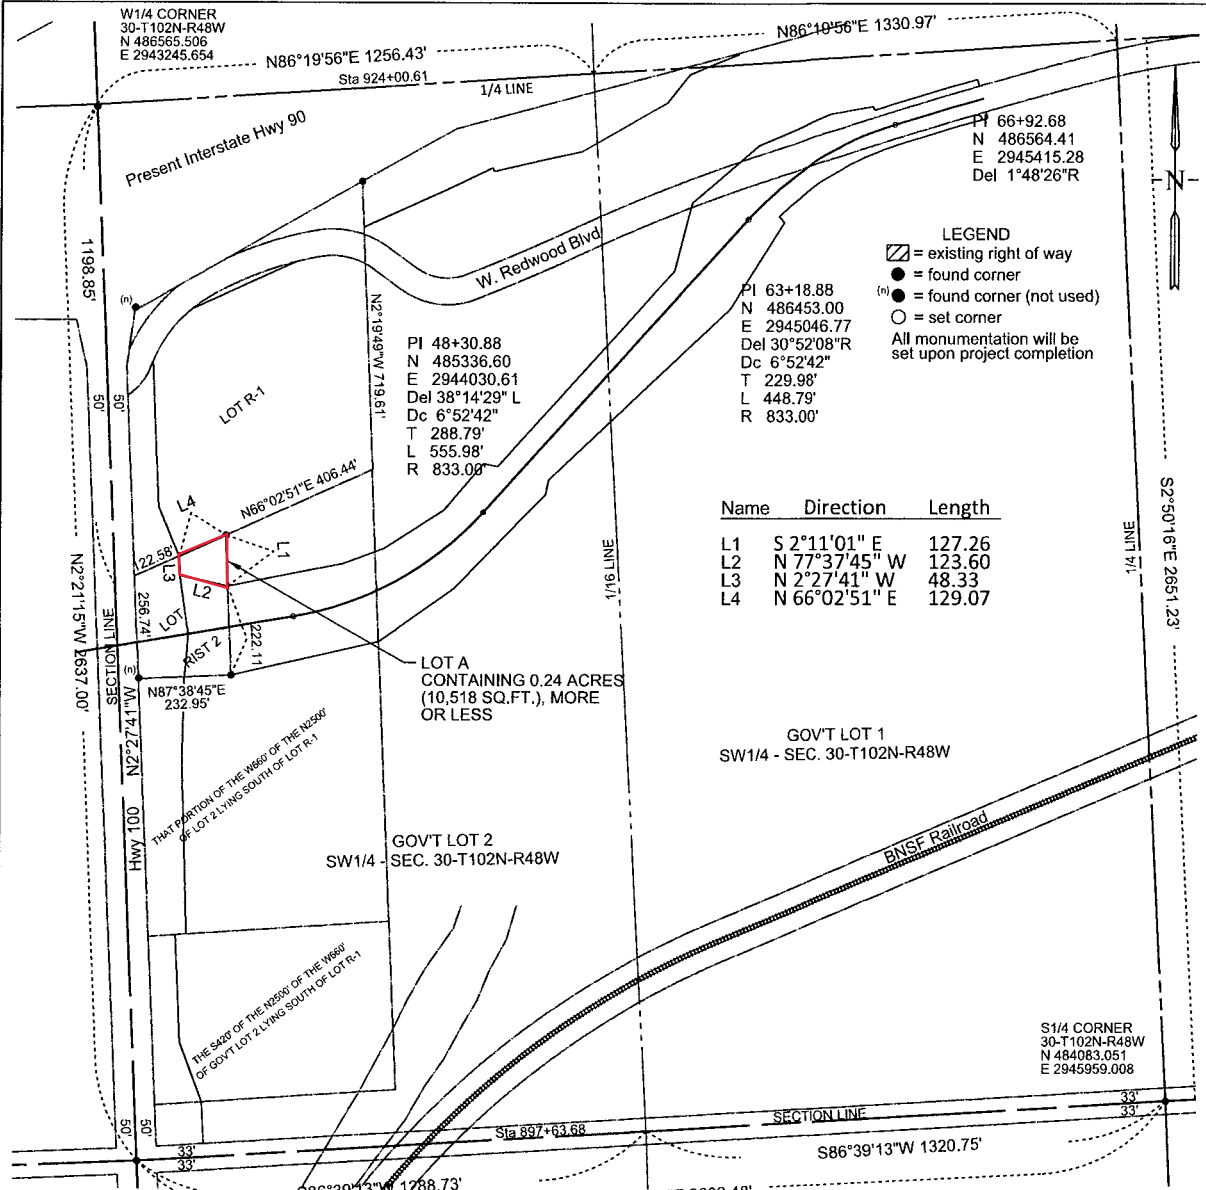 W1/4 CORNER
30-T102N-R48W
N 486565.506
E 2943245.654
N86°19'56"E 1256.43'
N86°19'56"E 1330.97'
Sta 924+00.61
1/4 LINE
Present Interstate Hwy 90
PI 66+92.68
N 486564.41
E 2945415.28
Del 1°48'26"R
N
LEGEND
= existing right of way
= found corner
(n) = found corner (not used)
= set corner
All monumentation will be
set upon project completion
1198.85'
(n)
W. Redwood Blvd
N2°19'49"W 719.61'
PI 63+18.88
N 486453.00
E 2945046.77
Del 30°52'08"R
Dc 6°52'42"
T 229.98'
L 448.79'
R 833.00'
PI 48+30.88
N 485336.60
E 2944030.61
Del 38°14'29" L
Dc 6°52'42"
T 288.79'
L 555.98'
R 833.00'
50' 50'
LOT R-1
N66°02'51"E 406.44'
Name Direction Length
L1 S 2°11'01" E 127.26
L2 N 77°37'45" W 123.60
L3 N 2°27'41" W 48.33
L4 N 66°02'51" E 129.07
L4
L1
122.58'
L3
L2
1/16 LINE
1/4 LINE
S2°50'16"E 2651.23'
N2°21'15"W 2637.00'
SECTION LINE
256.74'
LOT
RIST 2
222.11
(n)
N87°38'45"E
232.95'
LOT A
CONTAINING 0.24 ACRES
(10,518 SQ.FT.), MORE
OR LESS
N2°27'41"W
Hwy 100
THAT PORTION OF THE W660' OF THE N2500'
OF LOT 2 LYING SOUTH OF LOT R-1
GOV'T LOT 1
SW1/4 - SEC. 30-T102N-R48W
BNSF Railroad
GOV'T LOT 2
SW1/4 - SEC. 30-T102N-R48W
THE S420' OF THE N2500' OF THE W660'
OF GOV'T LOT 2 LYING SOUTH OF LOT R-1
S1/4 CORNER
30-T102N-R48W
N 484083.051
E 2945959.008
50' 50'
33'
33'
33'
33'
SECTION LINE
Sta 897+63.68
S86°39'13"W 1320.75'
S86°39'13"W 1288.73'